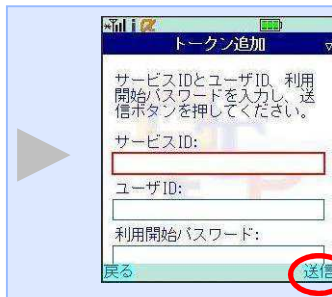 トークン追加
サービスIDとユーザID、利用
開始パスワードを入力し、送
信ボタンを押してください。
サービスID:
ユーザID:
利用開始パスワード:
戻る
送信